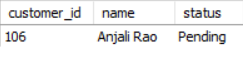 customer_id name status
106 Anjali Rao Pending